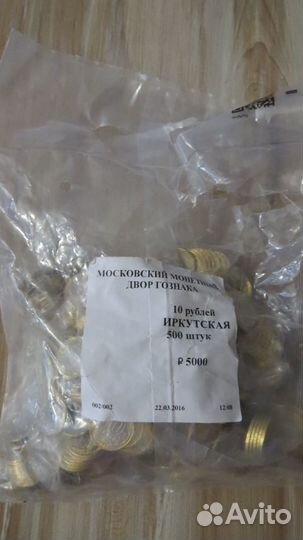 МОСКОВСКИЙ МОНЕТНЫЙ
ДВОР ГОЗНАКА
10 рублей
ИРКУТСКАЯ
500 штук
₽ 5000
002/002 22.03.2016 12:08
Avito